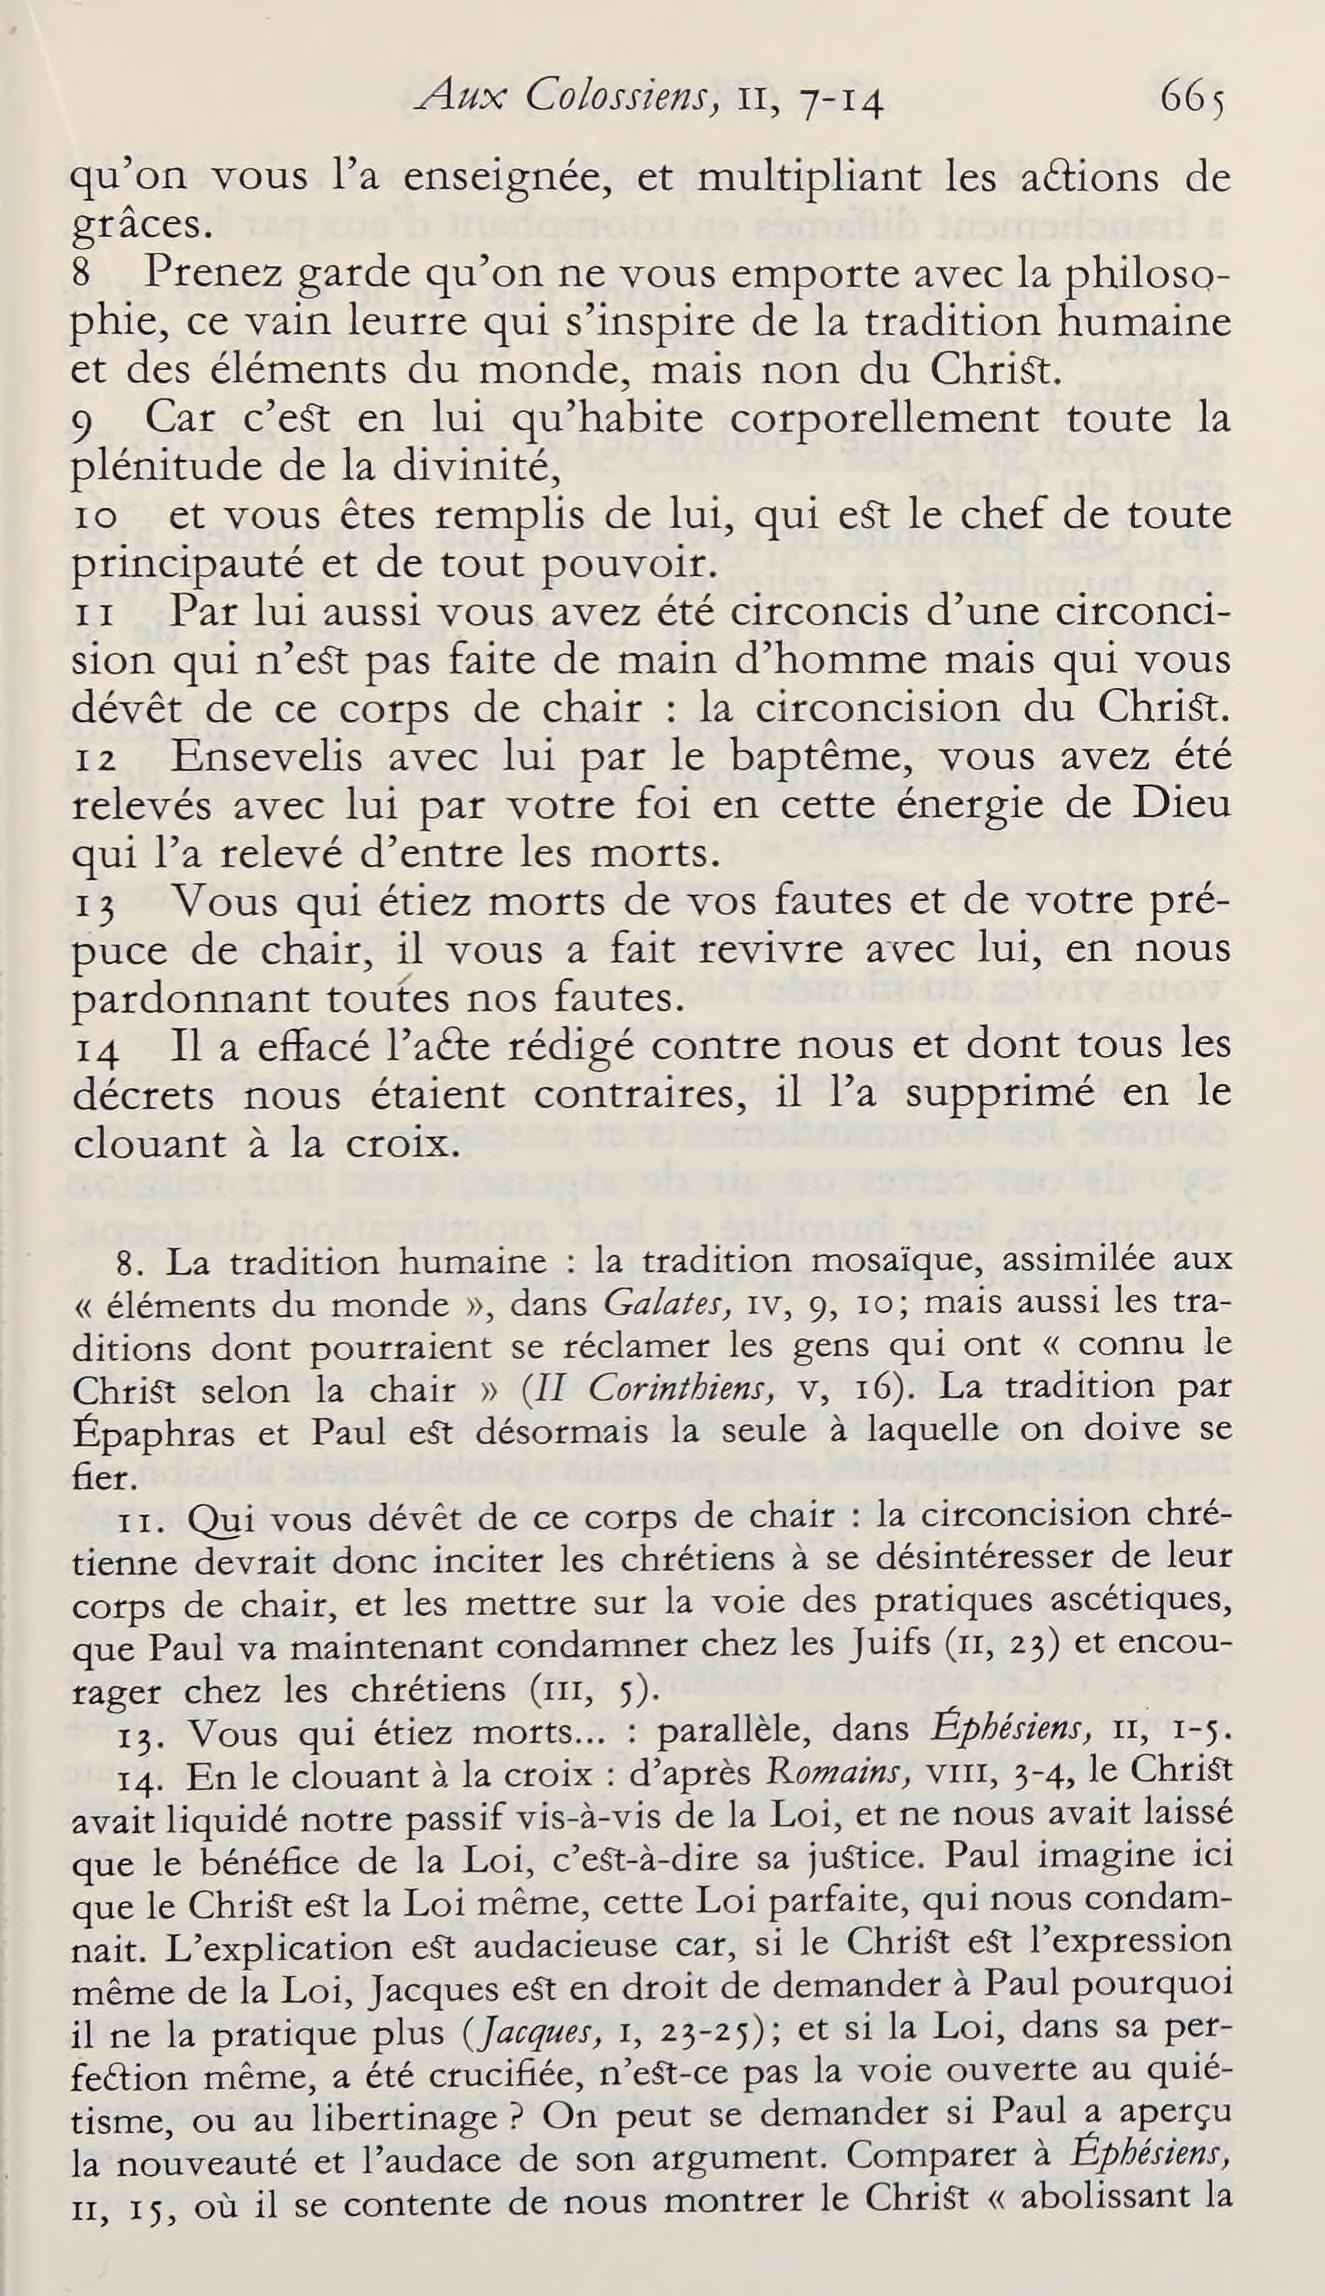 Aux Colossiens, II, 7-14 665
qu'on vous l'a enseignée, et multipliant les actions de
grâces.
8 Prenez garde qu'on ne vous emporte avec la philoso-
phie, ce vain leurre qui s'inspire de la tradition humaine
et des éléments du monde, mais non du Christ.
9 Car c'est en lui qu'habite corporellement toute la
plénitude de la divinité,
10 et vous êtes remplis de lui, qui est le chef de toute
principauté et de tout pouvoir.
11 Par lui aussi vous avez été circoncis d'une circonci-
sion qui n'est pas faite de main d'homme mais qui vous
dévêt de ce corps de chair : la circoncision du Christ.
12 Ensevelis avec lui par le baptême, vous avez été
relevés avec lui par votre foi en cette énergie de Dieu
qui l'a relevé d'entre les morts.
13 Vous qui étiez morts de vos fautes et de votre pré-
puce de chair, il vous a fait revivre avec lui, en nous
pardonnant toutes nos fautes.
14 Il a effacé l'acte rédigé contre nous et dont tous les
décrets nous étaient contraires, il l'a supprimé en le
clouant à la croix.
8. La tradition humaine : la tradition mosaïque, assimilée aux
« éléments du monde », dans Galates, IV, 9, 10; mais aussi les tra-
ditions dont pourraient se réclamer les gens qui ont « connu le
Christ selon la chair » (II Corinthiens, V, 16). La tradition par
Épaphras et Paul est désormais la seule à laquelle on doive se
fier.
11. Qui vous dévêt de ce corps de chair : la circoncision chré-
tienne devrait donc inciter les chrétiens à se désintéresser de leur
corps de chair, et les mettre sur la voie des pratiques ascétiques,
que Paul va maintenant condamner chez les Juifs (II, 23) et encou-
rager chez les chrétiens (III, 5).
13. Vous qui étiez morts... : parallèle, dans Éphésiens, II, 1-5.
14. En le clouant à la croix : d'après Romains, VIII, 3-4, le Christ
avait liquidé notre passif vis-à-vis de la Loi, et ne nous avait laissé
que le bénéfice de la Loi, c'est-à-dire sa justice. Paul imagine ici
que le Christ est la Loi même, cette Loi parfaite, qui nous condam-
nait. L'explication est audacieuse car, si le Christ est l'expression
même de la Loi, Jacques est en droit de demander à Paul pourquoi
il ne la pratique plus (Jacques, I, 23-25); et si la Loi, dans sa per-
fection même, a été crucifiée, n'est-ce pas la voie ouverte au quié-
tisme, ou au libertinage ? On peut se demander si Paul a aperçu
la nouveauté et l'audace de son argument. Comparer à Éphésiens,
II, 15, où il se contente de nous montrer le Christ « abolissant la